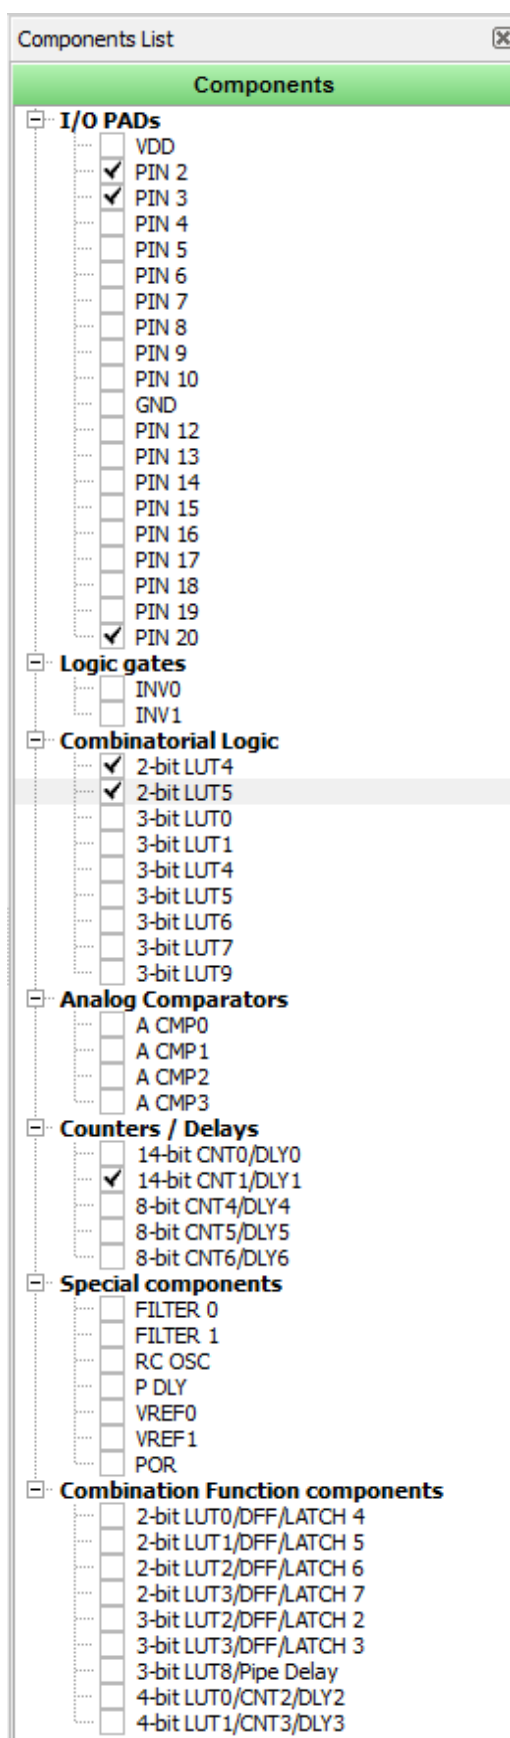 Components List
Components
I/O PADs
VDD
PIN 2
PIN 3
PIN 4
PIN 5
PIN 6
PIN 7
PIN 8
PIN 9
PIN 10
GND
PIN 12
PIN 13
PIN 14
PIN 15
PIN 16
PIN 17
PIN 18
PIN 19
PIN 20
Logic gates
INV0
INV1
Combinatorial Logic
2-bit LUT4
2-bit LUT5
3-bit LUT0
3-bit LUT1
3-bit LUT4
3-bit LUT5
3-bit LUT6
3-bit LUT7
3-bit LUT9
Analog Comparators
A CMP0
A CMP1
A CMP2
A CMP3
Counters / Delays
14-bit CNT0/DLY0
14-bit CNT1/DLY1
8-bit CNT4/DLY4
8-bit CNT5/DLY5
8-bit CNT6/DLY6
Special components
FILTER 0
FILTER 1
RC OSC
P DLY
VREF0
VREF1
POR
Combination Function components
2-bit LUT0/DFF/LATCH 4
2-bit LUT1/DFF/LATCH 5
2-bit LUT2/DFF/LATCH 6
2-bit LUT3/DFF/LATCH 7
3-bit LUT2/DFF/LATCH 2
3-bit LUT3/DFF/LATCH 3
3-bit LUT8/Pipe Delay
4-bit LUT0/CNT2/DLY2
4-bit LUT1/CNT3/DLY3